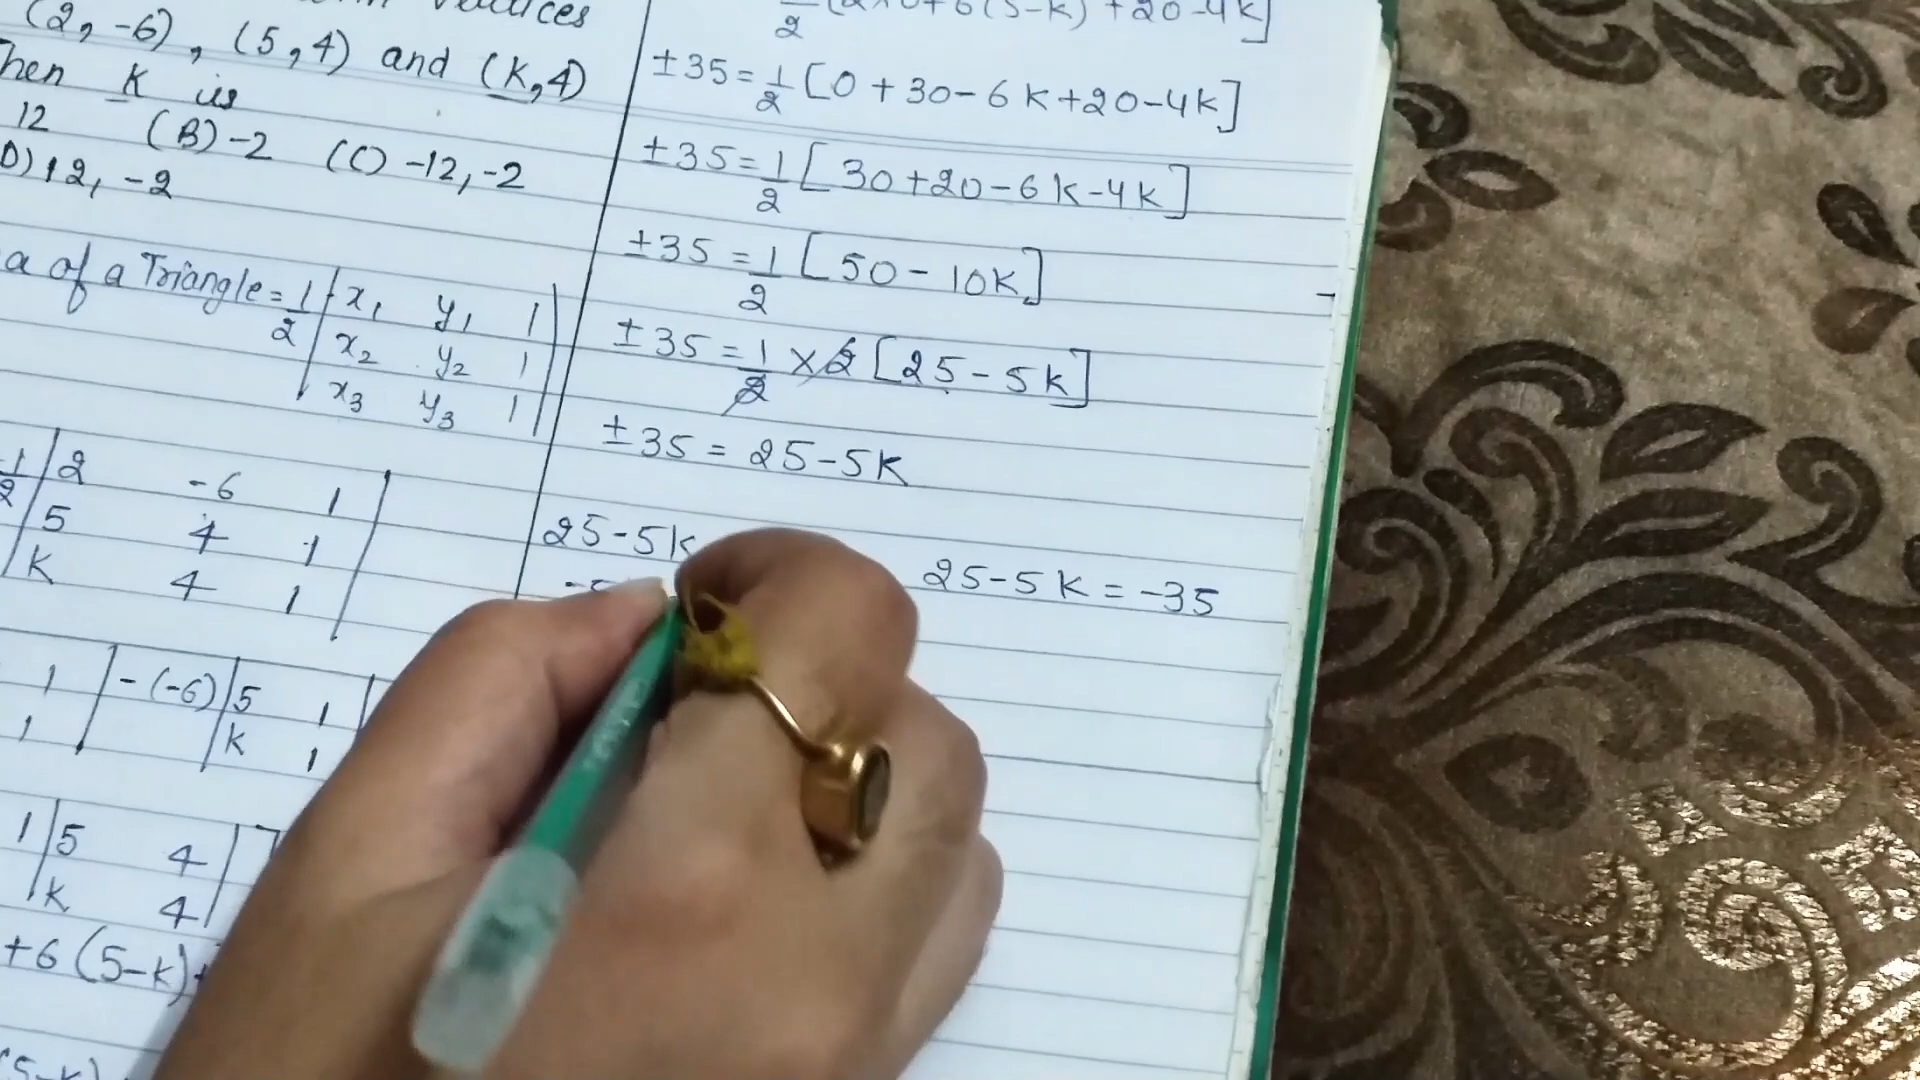 (2, -6), (5, 4) and (K, 4)
K is
12 (B) -2 (C) -12, -2
D) 12, -2
a of a Triangle = 1/2 | x₁ y₁ 1 |
| x₂ y₂ 1 |
| x₃ y₃ 1 |
1/2 | 2 -6 1 |
| 5 4 1 |
| K 4 1 |
1 | -(-6) | 5 1 |
1 | | K 1 |
1 | 5 4 | ]
| K 4 |
+6 (5-K)+
±35 = 1/2 [0 + 30 - 6K + 20 - 4K]
±35 = 1/2 [30 + 20 - 6K - 4K]
±35 = 1/2 [50 - 10K]
±35 = 1/2 × 2 [25 - 5K]
±35 = 25 - 5K
25 - 5K
25 - 5K = -35